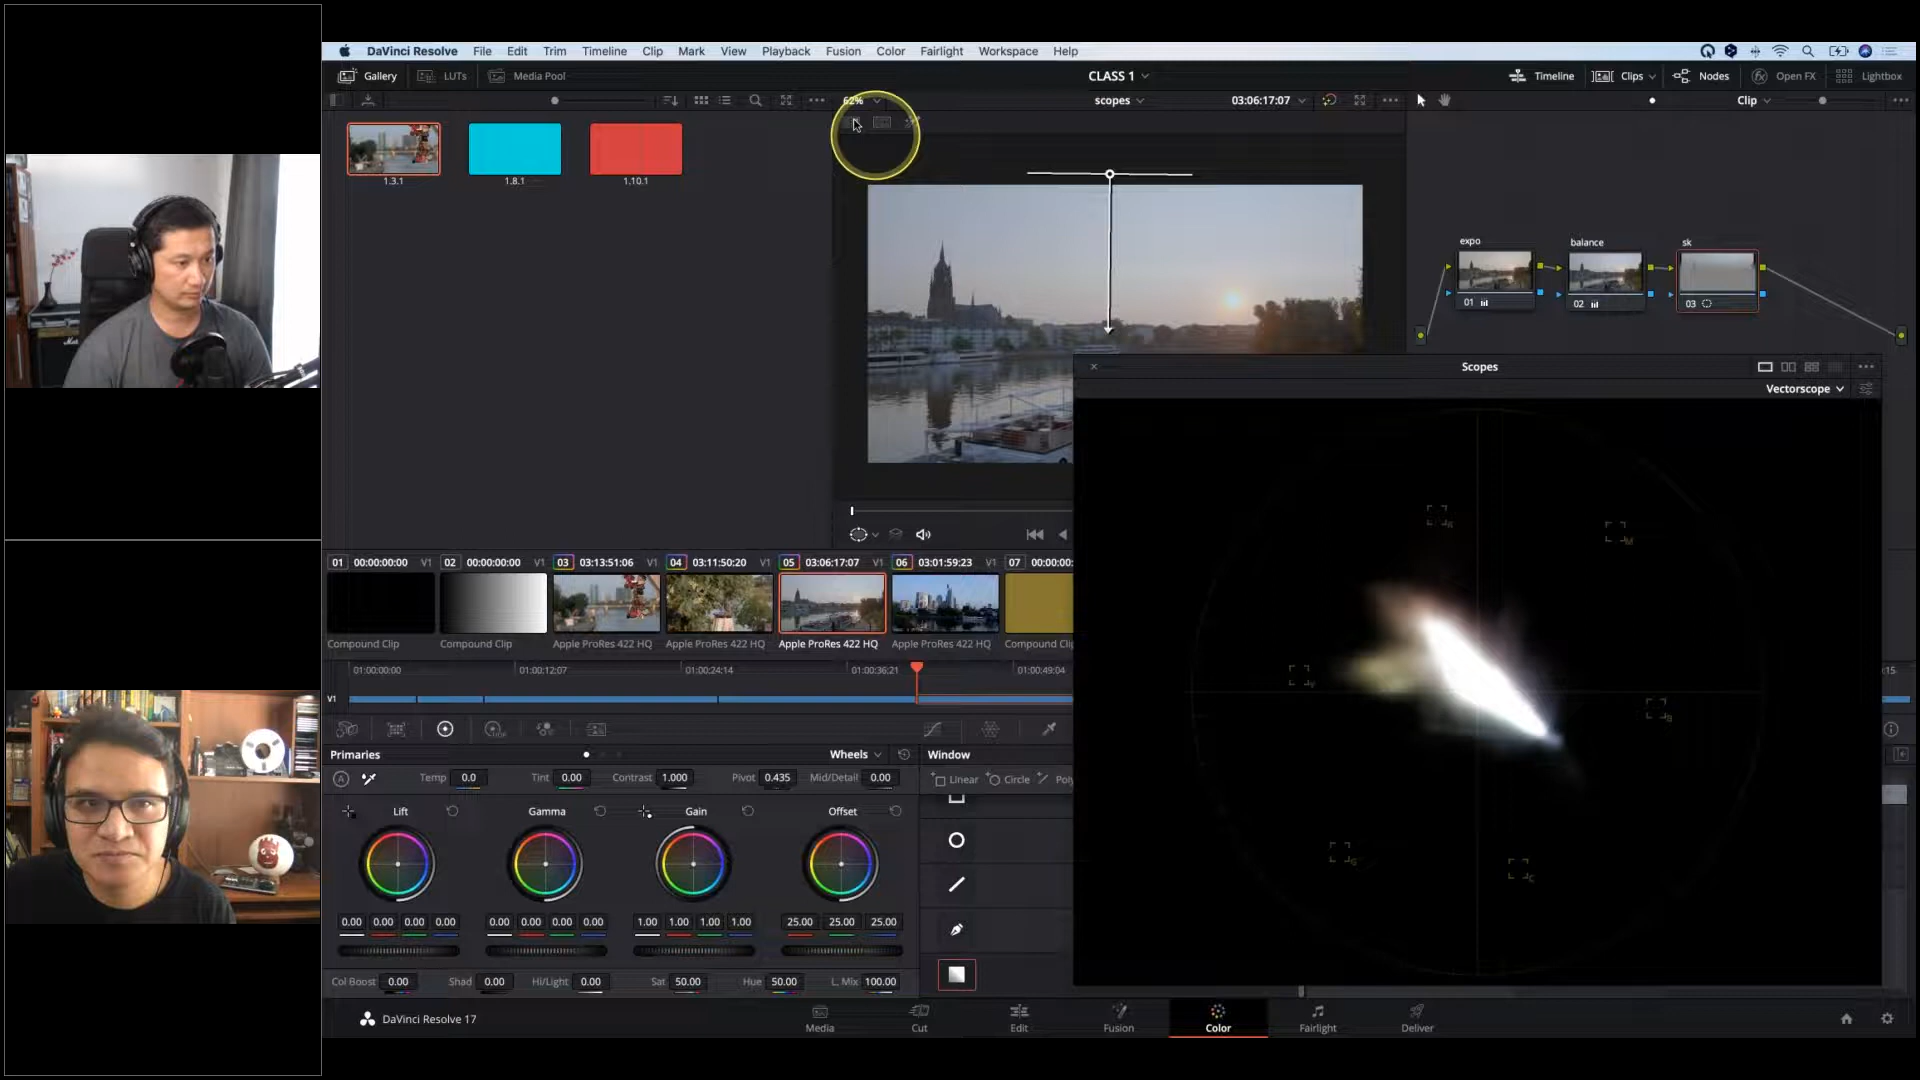 DaVinci Resolve File Edit Trim Timeline Clip Mark View Playback Fusion Color Fairlight Workspace Help
Gallery LUTs Media Pool CLASS 1 Timeline Clips Nodes Open FX Lightbox
62% scopes 03:06:17:07 Clip
1.3.1 1.8.1 1.10.1
expo balance sk
01 02 03
Scopes
Vectorscope
R
M
Y
B
G
C
01 00:00:00:00 V1 02 00:00:00:00 V1 03 03:13:51:06 V1 04 03:11:50:20 V1 05 03:06:17:07 V1 06 03:01:59:23 V1 07 00:00:00:
Compound Clip Compound Clip Apple ProRes 422 HQ Apple ProRes 422 HQ Apple ProRes 422 HQ Apple ProRes 422 HQ Compound Clip
01:00:00:00 01:00:12:07 01:00:24:14 01:00:36:21 01:00:49:04 :15
V1
Primaries Wheels Window
Temp 0.0 Tint 0.00 Contrast 1.000 Pivot 0.435 Mid/Detail 0.00 Linear Circle Poly
Lift Gamma Gain Offset
0.00 0.00 0.00 0.00 0.00 0.00 0.00 0.00 1.00 1.00 1.00 1.00 25.00 25.00 25.00
Col Boost 0.00 Shad 0.00 Hi/Light 0.00 Sat 50.00 Hue 50.00 L. Mix 100.00
DaVinci Resolve 17 Media Cut Edit Fusion Color Fairlight Deliver